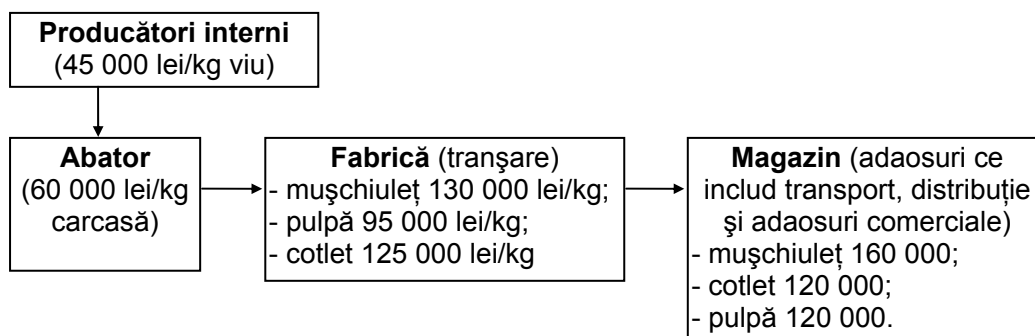 Producători interni
(45 000 lei/kg viu)
Abator
(60 000 lei/kg
carcasă)
Fabrică (tranşare)
- muşchiuleţ 130 000 lei/kg;
- pulpă 95 000 lei/kg;
- cotlet 125 000 lei/kg
Magazin (adaosuri ce
includ transport, distribuţie
şi adaosuri comerciale)
- muşchiuleţ 160 000;
- cotlet 120 000;
- pulpă 120 000.